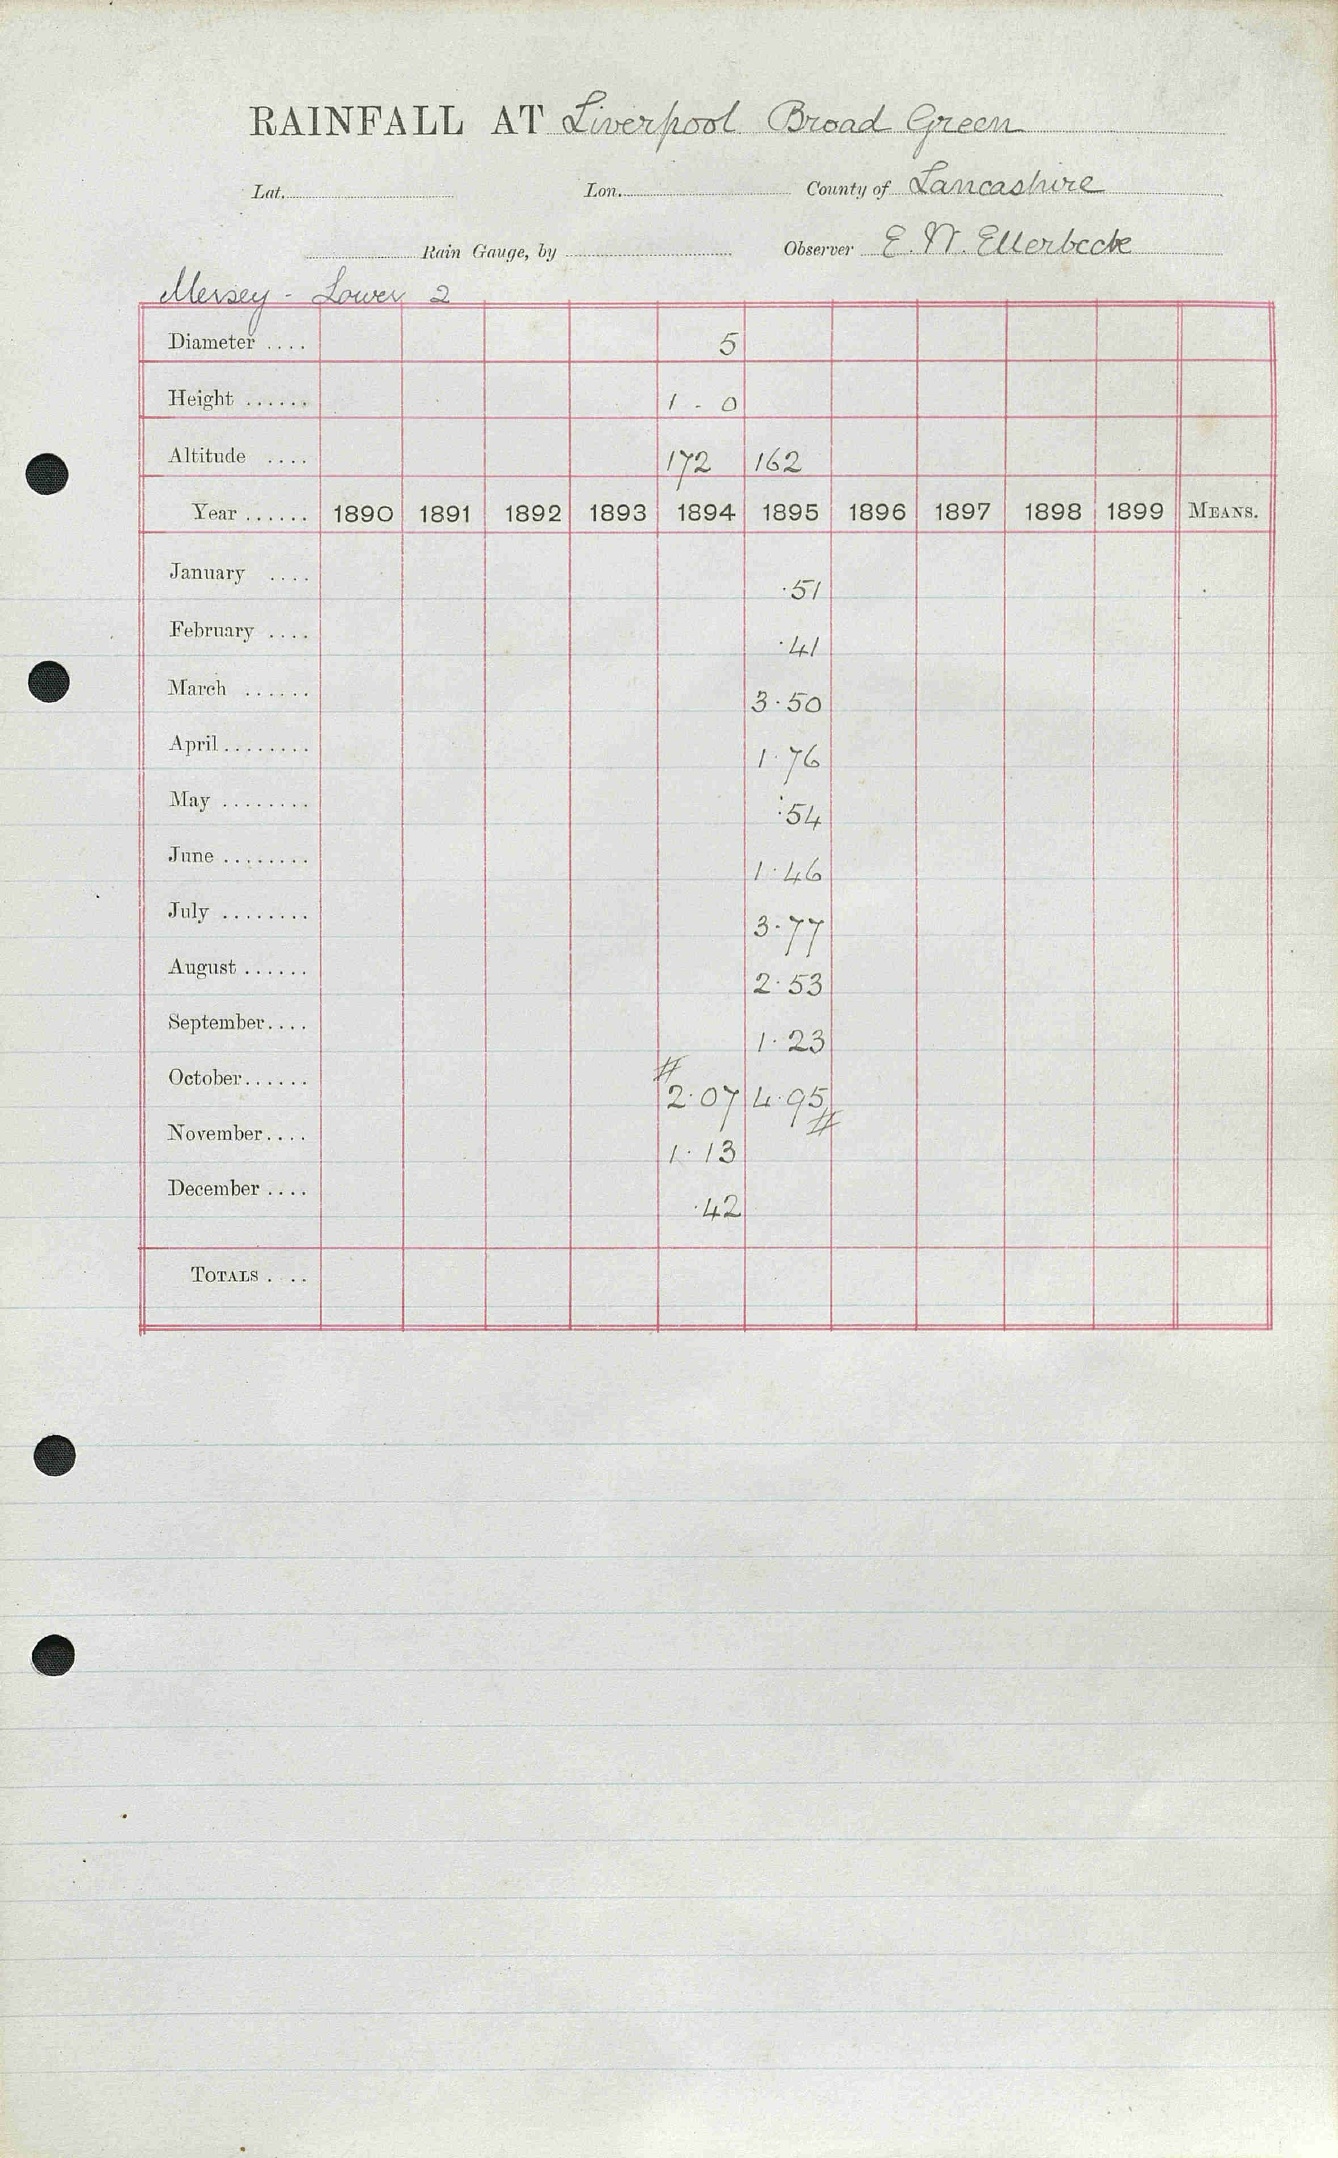 RAINFALL AT Liverpool Broad Green
Lat. Lon. County of Lancashire
Rain Gauge, by Observer E. W. Ellerbeck
Mersey - Lower 2
Diameter .... 5
Height ...... 1 - 0
Altitude .... 172 162
Year ...... 1890 1891 1892 1893 1894 1895 1896 1897 1898 1899 MEANS.
January .... ·51
February .... ·41
March ...... 3·50
April ........ 1·76
May ........ ·54
June ........ 1·46
July ........ 3·77
August ...... 2·53
September.... 1·23
October...... # 2·07 4·95 #
November.... 1·13
December .... ·42
TOTALS ....